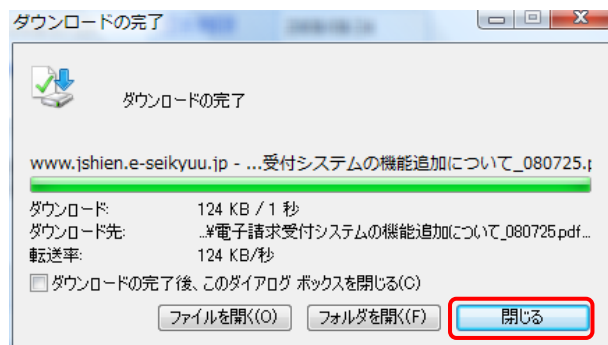 ダウンロードの完了
ダウンロードの完了
www.jshien.e-seikyuu.jp - ...受付システムの機能追加について_080725.p
ダウンロード: 124 KB / 1 秒
ダウンロード先: ...¥電子請求受付システムの機能追加について_080725.pdf...
転送率: 124 KB/秒
ダウンロードの完了後、このダイアログ ボックスを閉じる(C)
ファイルを開く(O) フォルダを開く(F) 閉じる